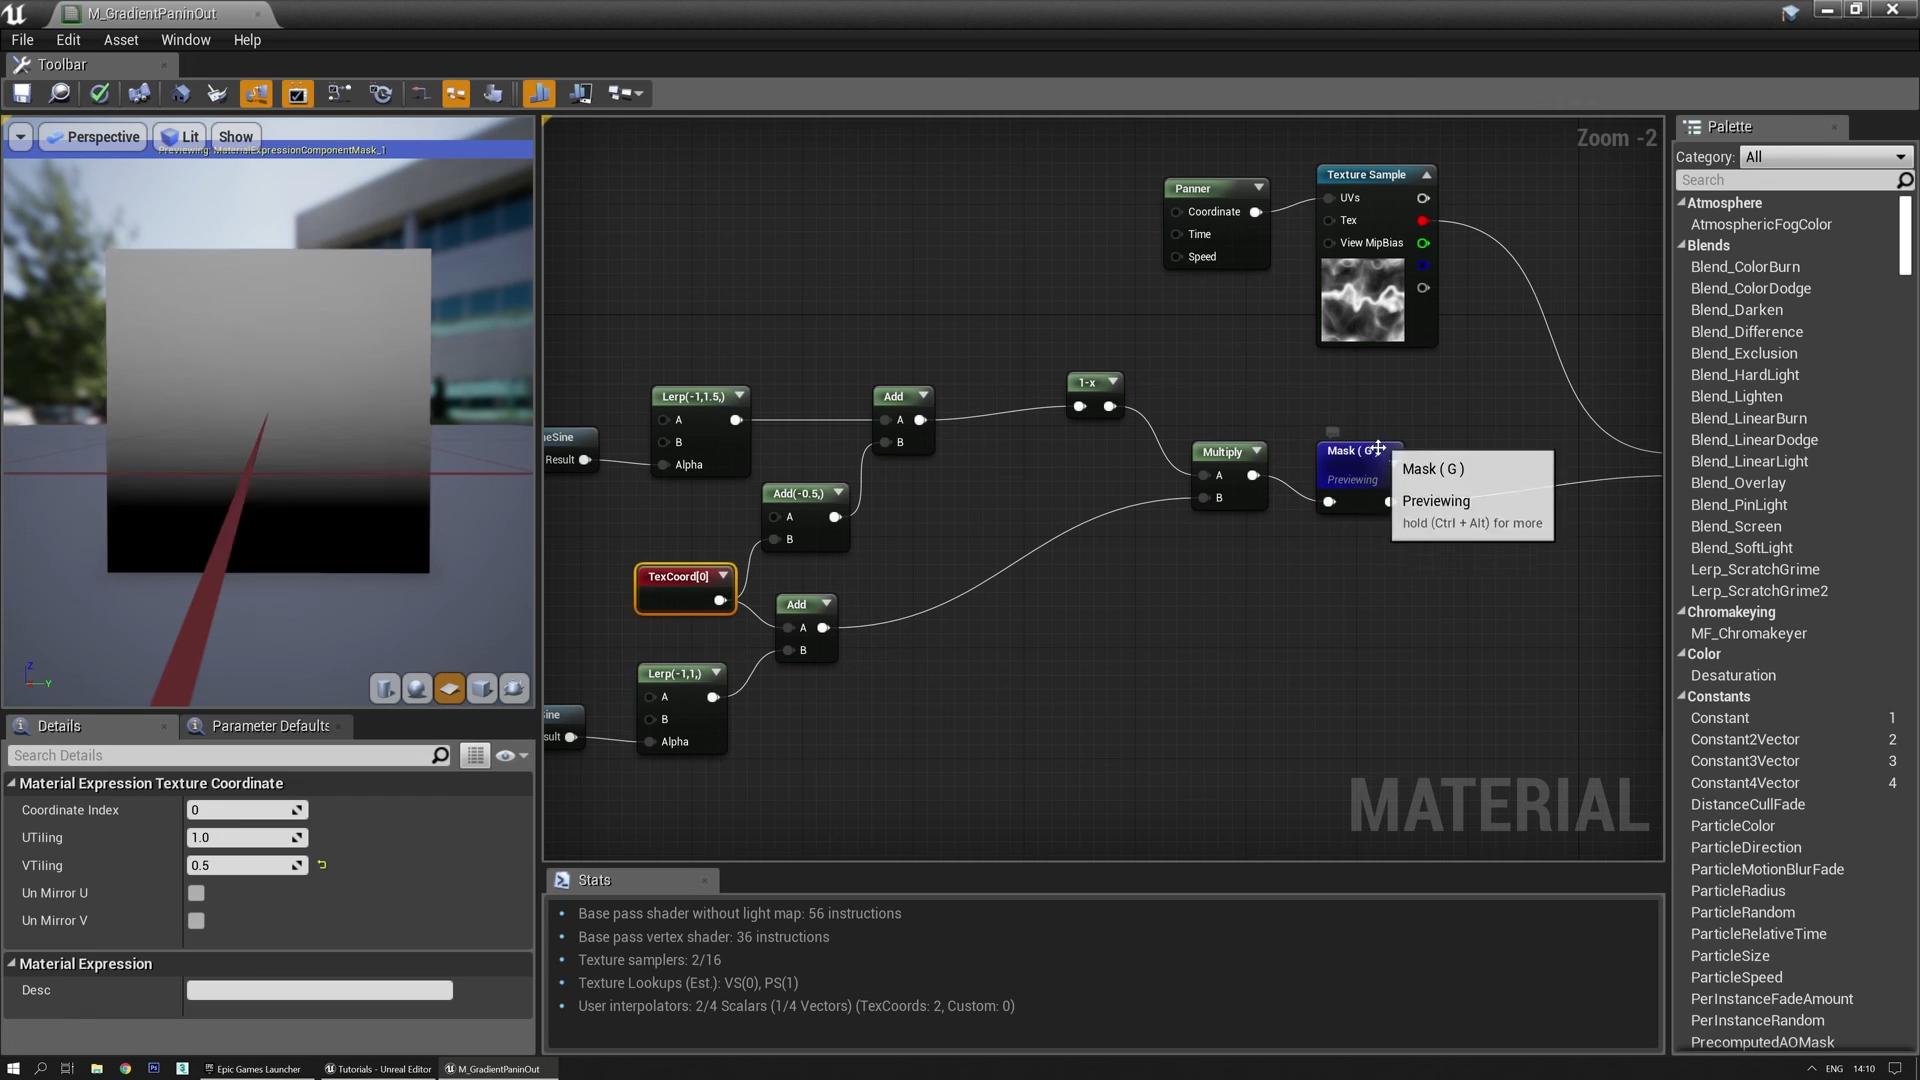 M_GradientPaninOut
File Edit Asset Window Help
Toolbar
Perspective Lit Show
Previewing: MaterialExpressionComponentMask_1
Z
Y
Details Parameter Defaults
Search Details
Material Expression Texture Coordinate
Coordinate Index 0
UTiling 1.0
VTiling 0.5
Un Mirror U
Un Mirror V
Material Expression
Desc
Zoom -2
Panner
Coordinate
Time
Speed
Texture Sample
UVs
Tex
View MipBias
Lerp(-1,1.5,)
A
B
Alpha
eSine
Result
Add
A
B
1-x
Add(-0.5,)
A
B
Multiply
A
B
Mask ( G )
Previewing
Mask ( G )
Previewing
hold (Ctrl + Alt) for more
TexCoord[0]
Add
A
B
Lerp(-1,1,)
A
B
Alpha
ine
sult
MATERIAL
Stats
Base pass shader without light map: 56 instructions
Base pass vertex shader: 36 instructions
Texture samplers: 2/16
Texture Lookups (Est.): VS(0), PS(1)
User interpolators: 2/4 Scalars (1/4 Vectors) (TexCoords: 2, Custom: 0)
Palette
Category: All
Search
Atmosphere
AtmosphericFogColor
Blends
Blend_ColorBurn
Blend_ColorDodge
Blend_Darken
Blend_Difference
Blend_Exclusion
Blend_HardLight
Blend_Lighten
Blend_LinearBurn
Blend_LinearDodge
Blend_LinearLight
Blend_Overlay
Blend_PinLight
Blend_Screen
Blend_SoftLight
Lerp_ScratchGrime
Lerp_ScratchGrime2
Chromakeying
MF_Chromakeyer
Color
Desaturation
Constants
Constant 1
Constant2Vector 2
Constant3Vector 3
Constant4Vector 4
DistanceCullFade
ParticleColor
ParticleDirection
ParticleMotionBlurFade
ParticleRadius
ParticleRandom
ParticleRelativeTime
ParticleSize
ParticleSpeed
PerInstanceFadeAmount
PerInstanceRandom
PrecomputedAOMask
Epic Games Launcher Tutorials - Unreal Editor M_GradientPaninOut ENG 14:10